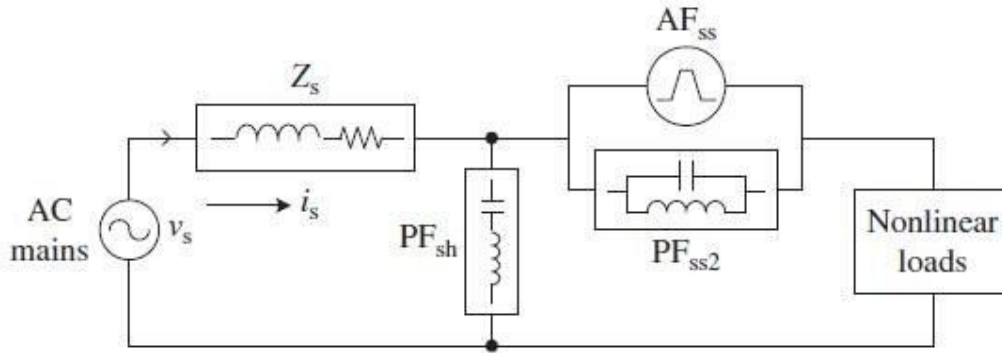 AF_ss
Z_s
AC
mains
v_s
i_s
PF_sh
PF_ss2
Nonlinear
loads